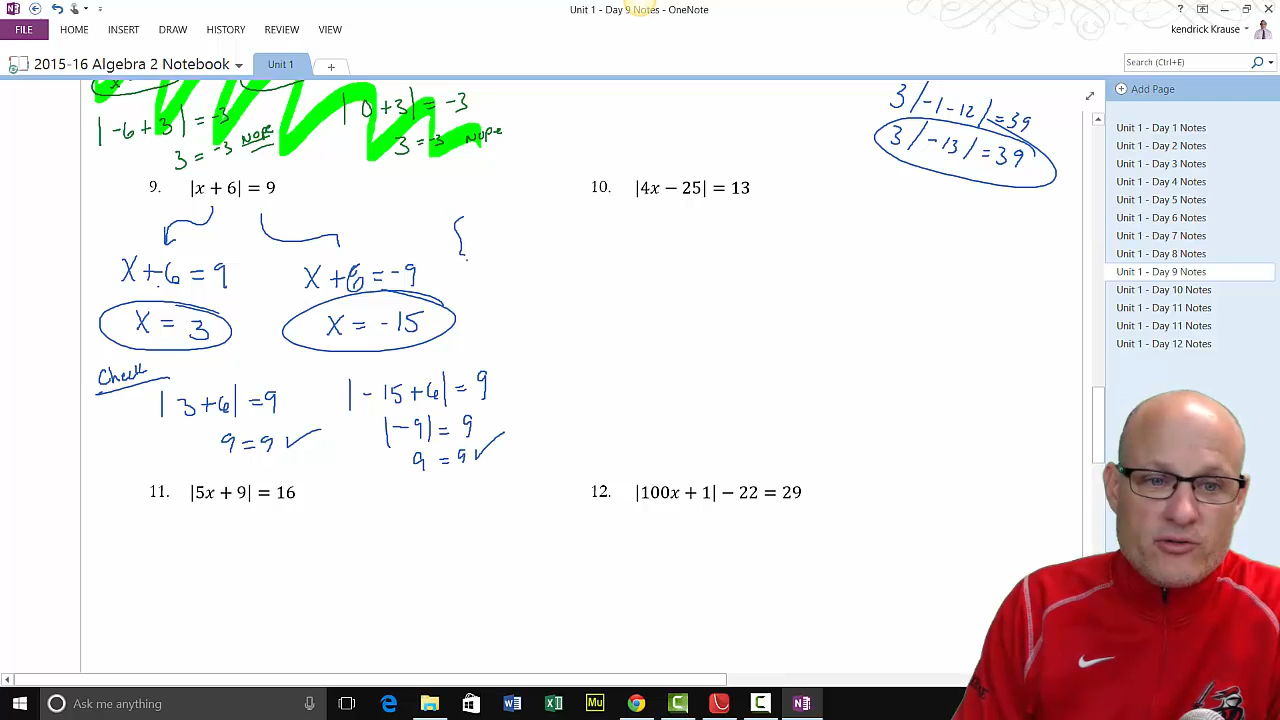 Unit 1 - Day 9 Notes - OneNote
?
FILE
HOME
INSERT
DRAW
HISTORY
REVIEW
VIEW
kendrick Krause
2015-16 Algebra 2 Notebook
Unit 1
+
Search (Ctrl+E)
Add Page
Unit 1 - Day 1 Notes
Unit 1 - Day 2 Notes
Unit 1 - Day 3 Notes
Unit 1 - Day 4 Notes
Unit 1 - Day 5 Notes
Unit 1 - Day 6 Notes
Unit 1 - Day 7 Notes
Unit 1 - Day 8 Notes
Unit 1 - Day 9 Notes
Unit 1 - Day 10 Notes
Unit 1 - Day 11 Notes
Unit 1 - Day 11 Notes
Unit 1 - Day 12 Notes
|-6+3| = -3
3 = -3 Nope
|0+3| = -3
3 = -3 Nope
3|-1-12| = 39
3|-13| = 39
9. |x + 6| = 9
x+6 = 9
x = 3
x+6 = -9
x = -15
Check
|3+6| = 9
9 = 9 ✓
|-15+6| = 9
|-9| = 9
9 = 9 ✓
10. |4x − 25| = 13
11. |5x + 9| = 16
12. |100x + 1| − 22 = 29
Ask me anything
Mu